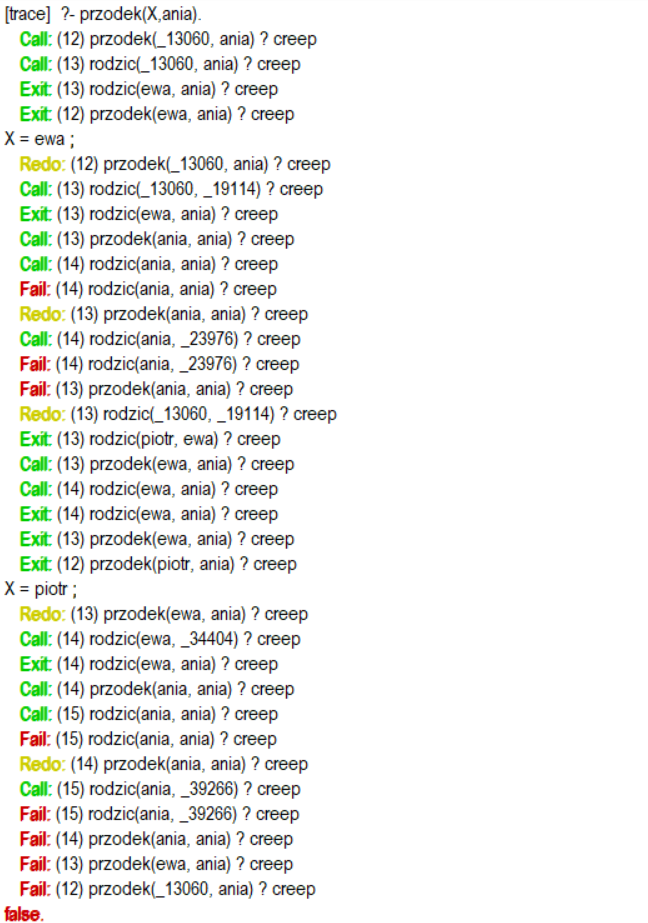 [trace]  ?- przodek(X,ania).
Call: (12) przodek(_13060, ania) ? creep
Call: (13) rodzic(_13060, ania) ? creep
Exit: (13) rodzic(ewa, ania) ? creep
Exit: (12) przodek(ewa, ania) ? creep
X = ewa ;
Redo: (12) przodek(_13060, ania) ? creep
Call: (13) rodzic(_13060, _19114) ? creep
Exit: (13) rodzic(ewa, ania) ? creep
Call: (13) przodek(ania, ania) ? creep
Call: (14) rodzic(ania, ania) ? creep
Fail: (14) rodzic(ania, ania) ? creep
Redo: (13) przodek(ania, ania) ? creep
Call: (14) rodzic(ania, _23976) ? creep
Fail: (14) rodzic(ania, _23976) ? creep
Fail: (13) przodek(ania, ania) ? creep
Redo: (13) rodzic(_13060, _19114) ? creep
Exit: (13) rodzic(piotr, ewa) ? creep
Call: (13) przodek(ewa, ania) ? creep
Call: (14) rodzic(ewa, ania) ? creep
Exit: (14) rodzic(ewa, ania) ? creep
Exit: (13) przodek(ewa, ania) ? creep
Exit: (12) przodek(piotr, ania) ? creep
X = piotr ;
Redo: (13) przodek(ewa, ania) ? creep
Call: (14) rodzic(ewa, _34404) ? creep
Exit: (14) rodzic(ewa, ania) ? creep
Call: (14) przodek(ania, ania) ? creep
Call: (15) rodzic(ania, ania) ? creep
Fail: (15) rodzic(ania, ania) ? creep
Redo: (14) przodek(ania, ania) ? creep
Call: (15) rodzic(ania, _39266) ? creep
Fail: (15) rodzic(ania, _39266) ? creep
Fail: (14) przodek(ania, ania) ? creep
Fail: (13) przodek(ewa, ania) ? creep
Fail: (12) przodek(_13060, ania) ? creep
false.